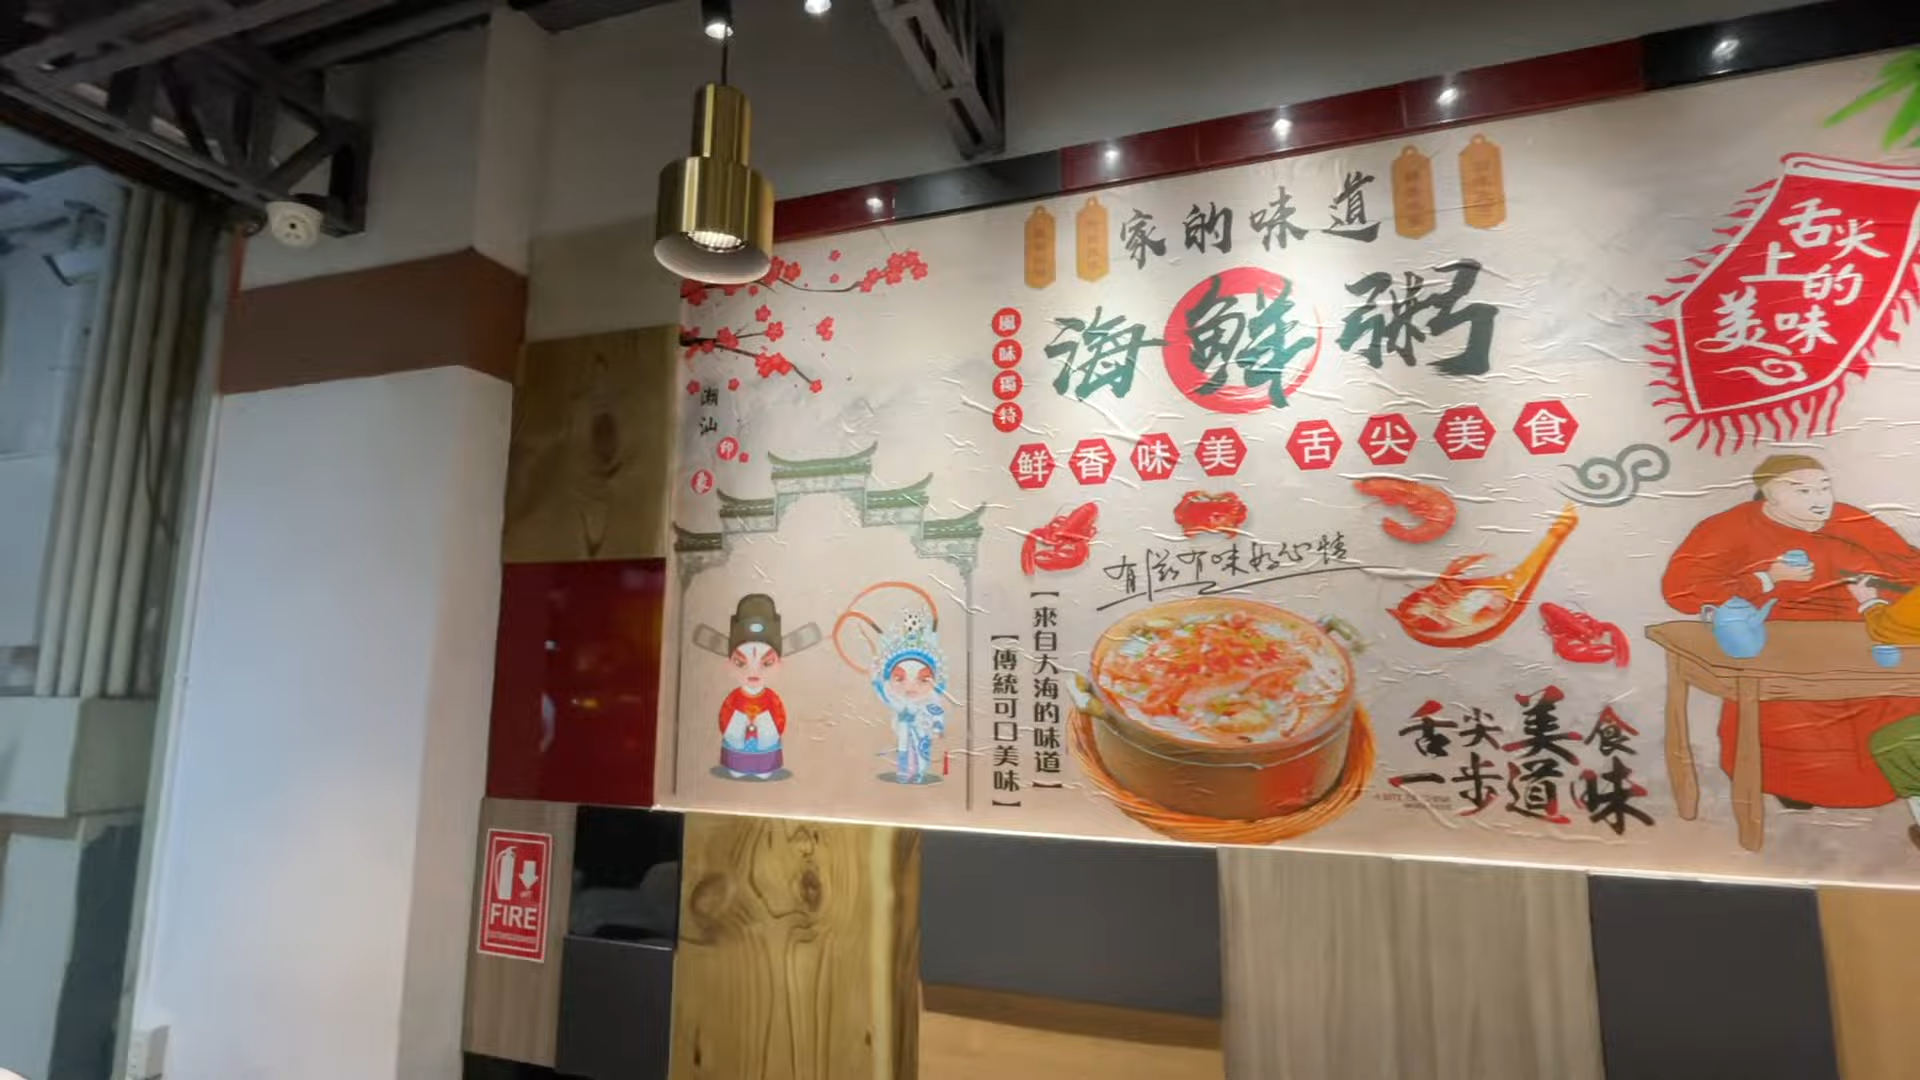 家的味道
海鲜粥
風味獨特
鲜香味美 舌尖美食
舌尖
上的
美味
潮汕
印象
有滋有味好心情
【來自大海的味道】
【傳統可口美味】
舌尖美食
一步道味
FIRE